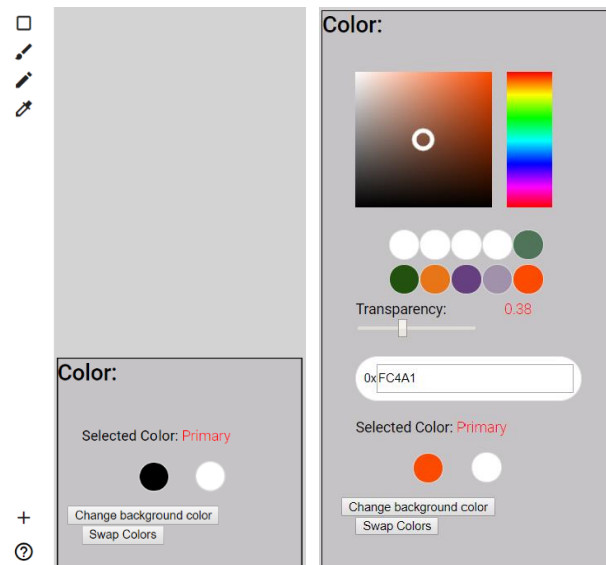 Color:
Selected Color: Primary
Change background color
Swap Colors
Color:
Transparency: 0.38
0x FC4A1
Selected Color: Primary
Change background color
Swap Colors